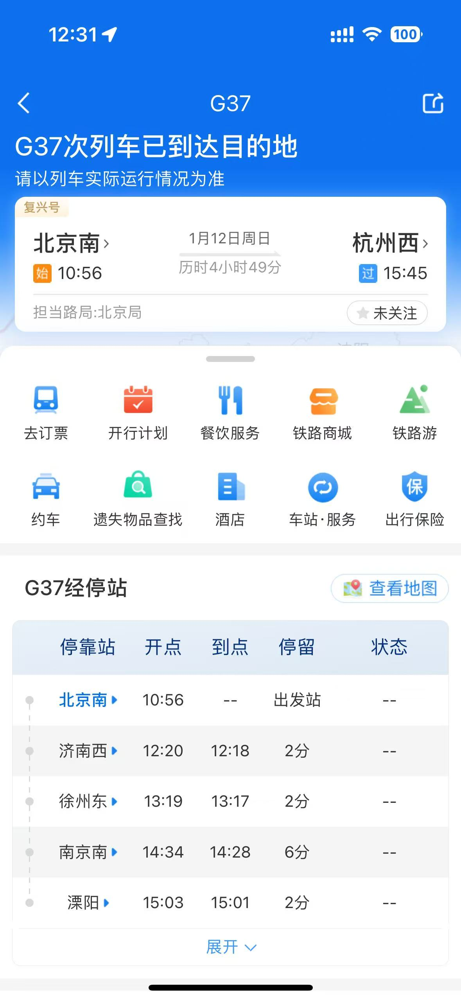 12:31
100
G37
G37次列车已到达目的地
请以列车实际运行情况为准
复兴号
北京南 1月12日周日 杭州西
始 10:56 历时4小时49分 过 15:45
担当路局:北京局 未关注
去订票 开行计划 餐饮服务 铁路商城 铁路游
保
约车 遗失物品查找 酒店 车站·服务 出行保险
G37经停站 查看地图
停靠站 开点 到点 停留 状态
北京南 10:56 -- 出发站 --
济南西 12:20 12:18 2分 --
徐州东 13:19 13:17 2分 --
南京南 14:34 14:28 6分 --
溧阳 15:03 15:01 2分 --
展开